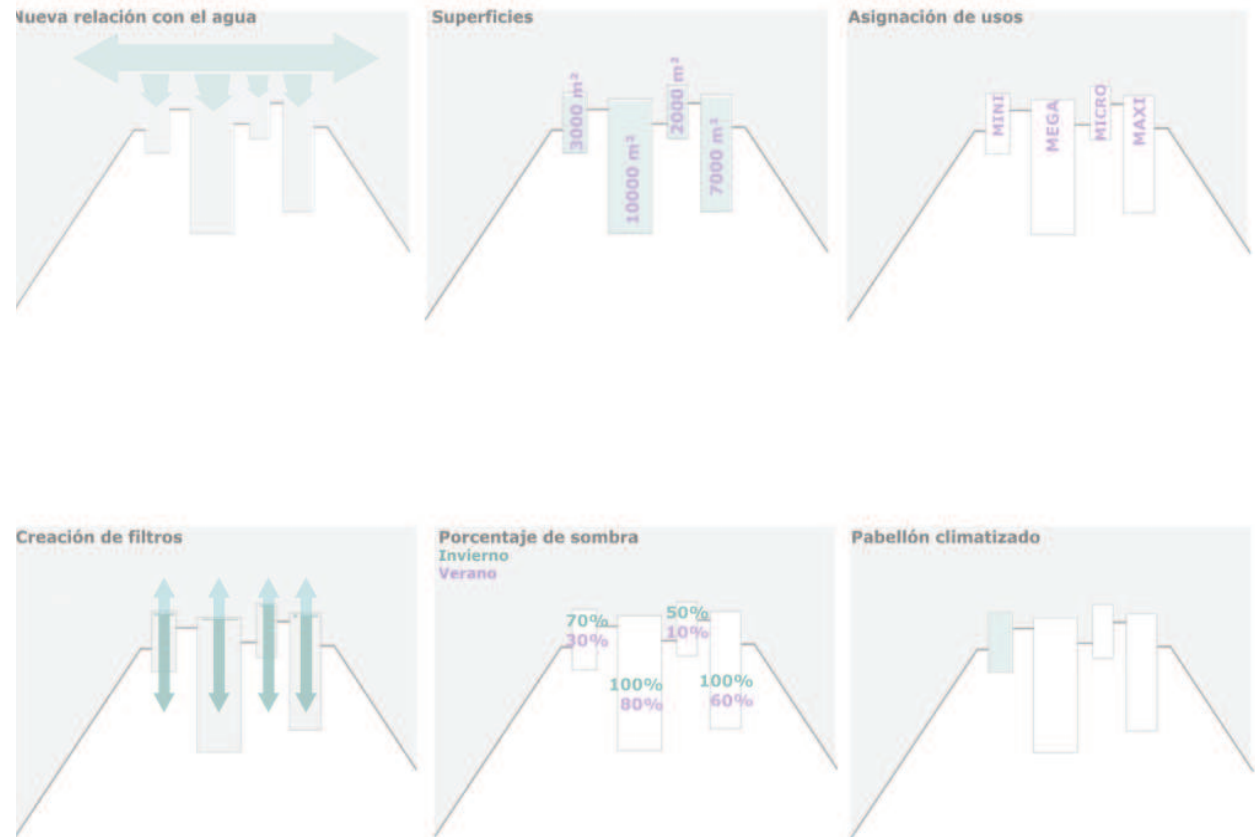 Nueva relación con el agua
Superficies
3000 m²
10000 m²
2000 m²
7000 m²
Asignación de usos
MINI
MEGA
MICRO
MAXI
Creación de filtros
Porcentaje de sombra
Invierno
Verano
70%
30%
100%
80%
50%
10%
100%
60%
Pabellón climatizado